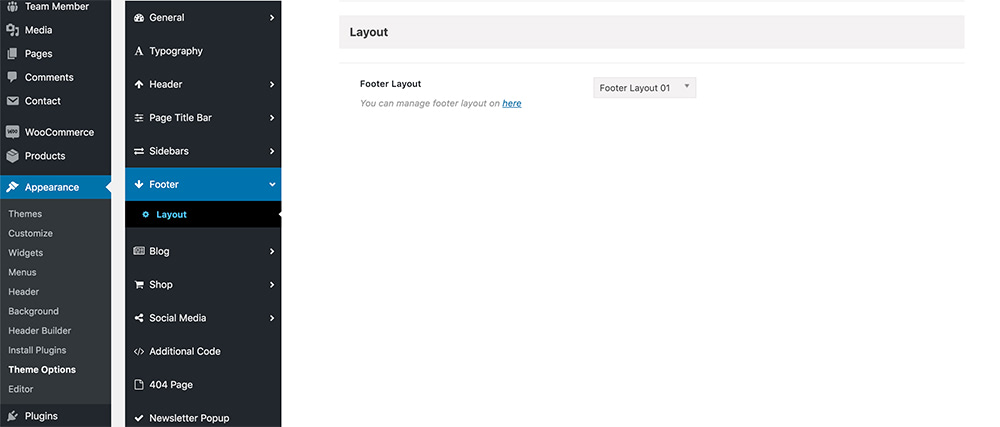 Team Member
Media
Pages
Comments
Contact
WOO
WooCommerce
Products
Appearance
Themes
Customize
Widgets
Menus
Header
Background
Header Builder
Install Plugins
Theme Options
Editor
Plugins
General
A Typography
Header
Page Title Bar
Sidebars
Footer
Layout
Blog
Shop
Social Media
</> Additional Code
404 Page
Newsletter Popup
Layout
Footer Layout
You can manage footer layout on here
Footer Layout 01